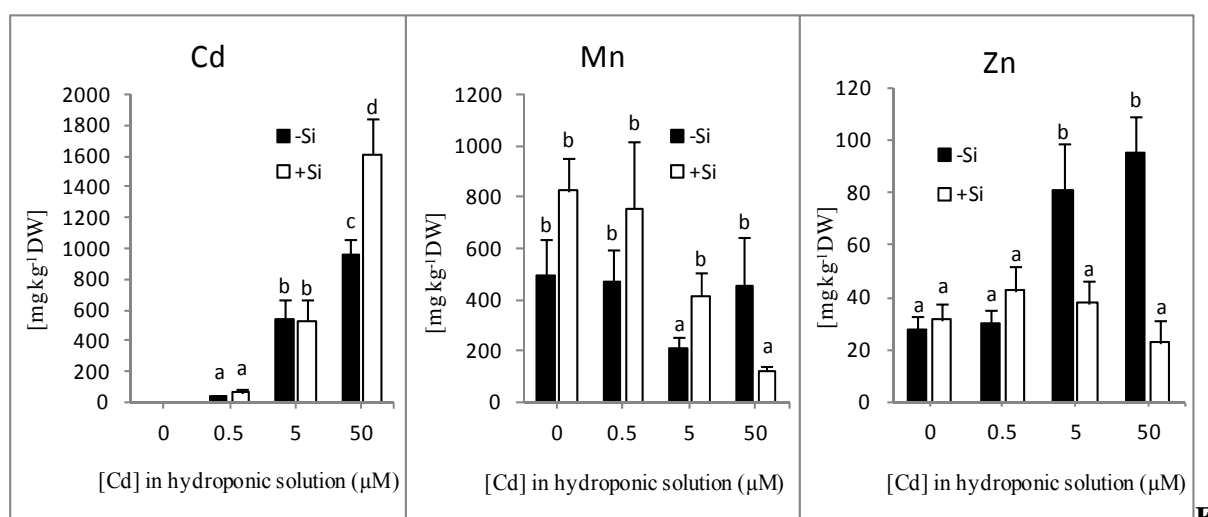 Cd
2000
1800
1600
1400
1200
1000
800
600
400
200
0
[mg kg-1DW]
-Si
+Si
a a
b b
c
d
0 0.5 5 50
[Cd] in hydroponic solution (μM)
Mn
1200
1000
800
600
400
200
0
[mg kg-1DW]
-Si
+Si
b b
b b
a b
b a
0 0.5 5 50
[Cd] in hydroponic solution (μM)
Zn
120
100
80
60
40
20
0
[mg kg-1DW]
-Si
+Si
a a
a a
b a
b a
0 0.5 5 50
[Cd] in hydroponic solution (μM)